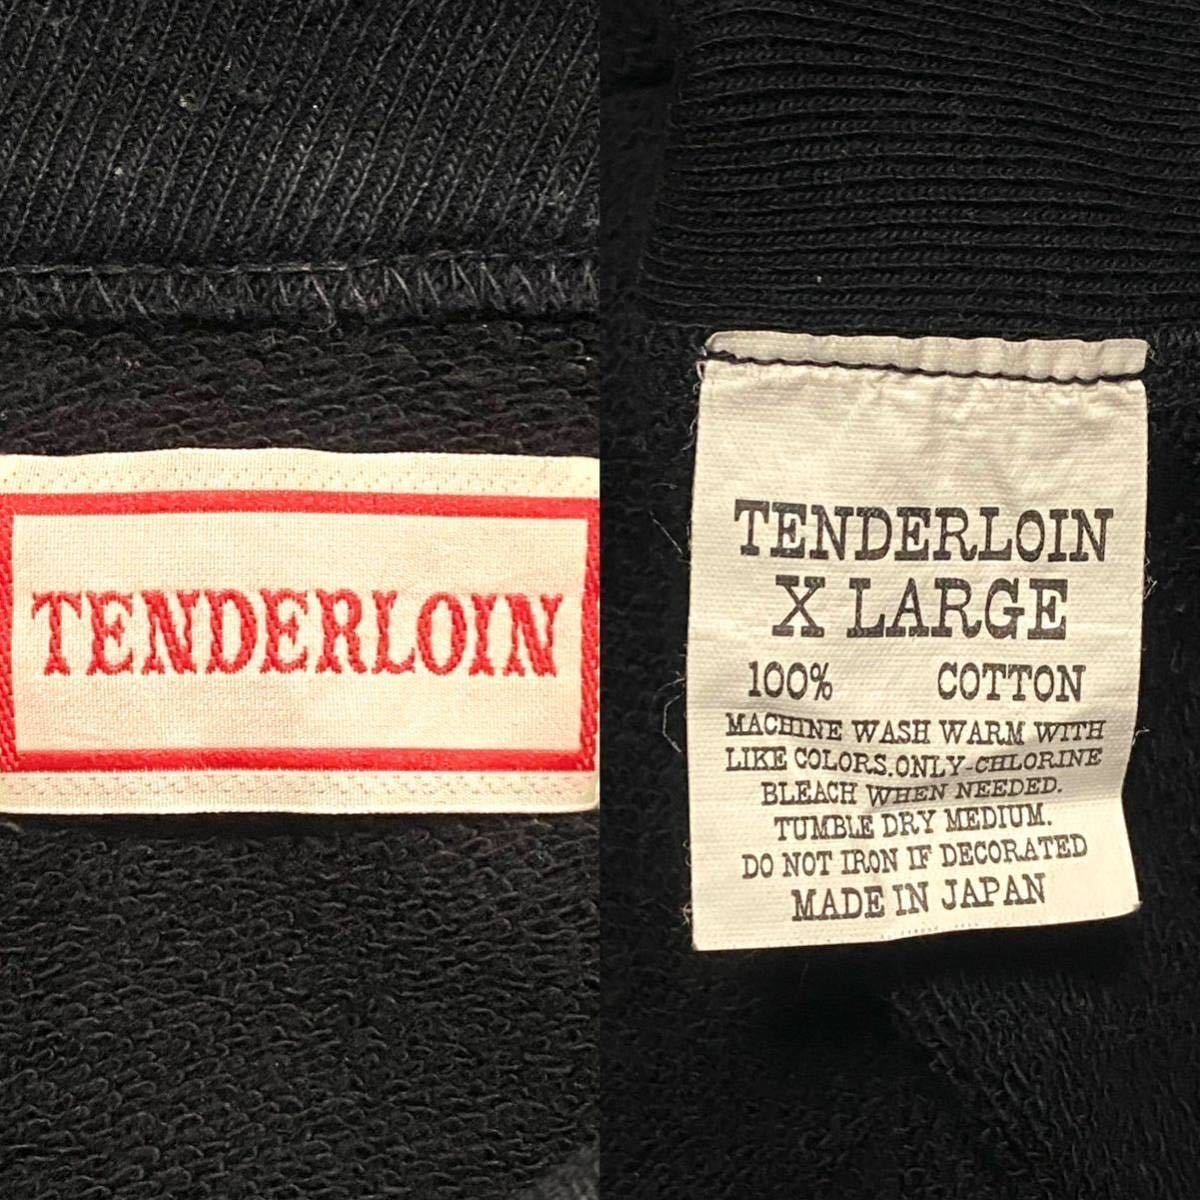 TENDERLOIN
TENDERLOIN
X LARGE
100% COTTON
MACHINE WASH WARM WITH
LIKE COLORS.ONLY-CHLORINE
BLEACH WHEN NEEDED.
TUMBLE DRY MEDIUM.
DO NOT IRON IF DECORATED
MADE IN JAPAN